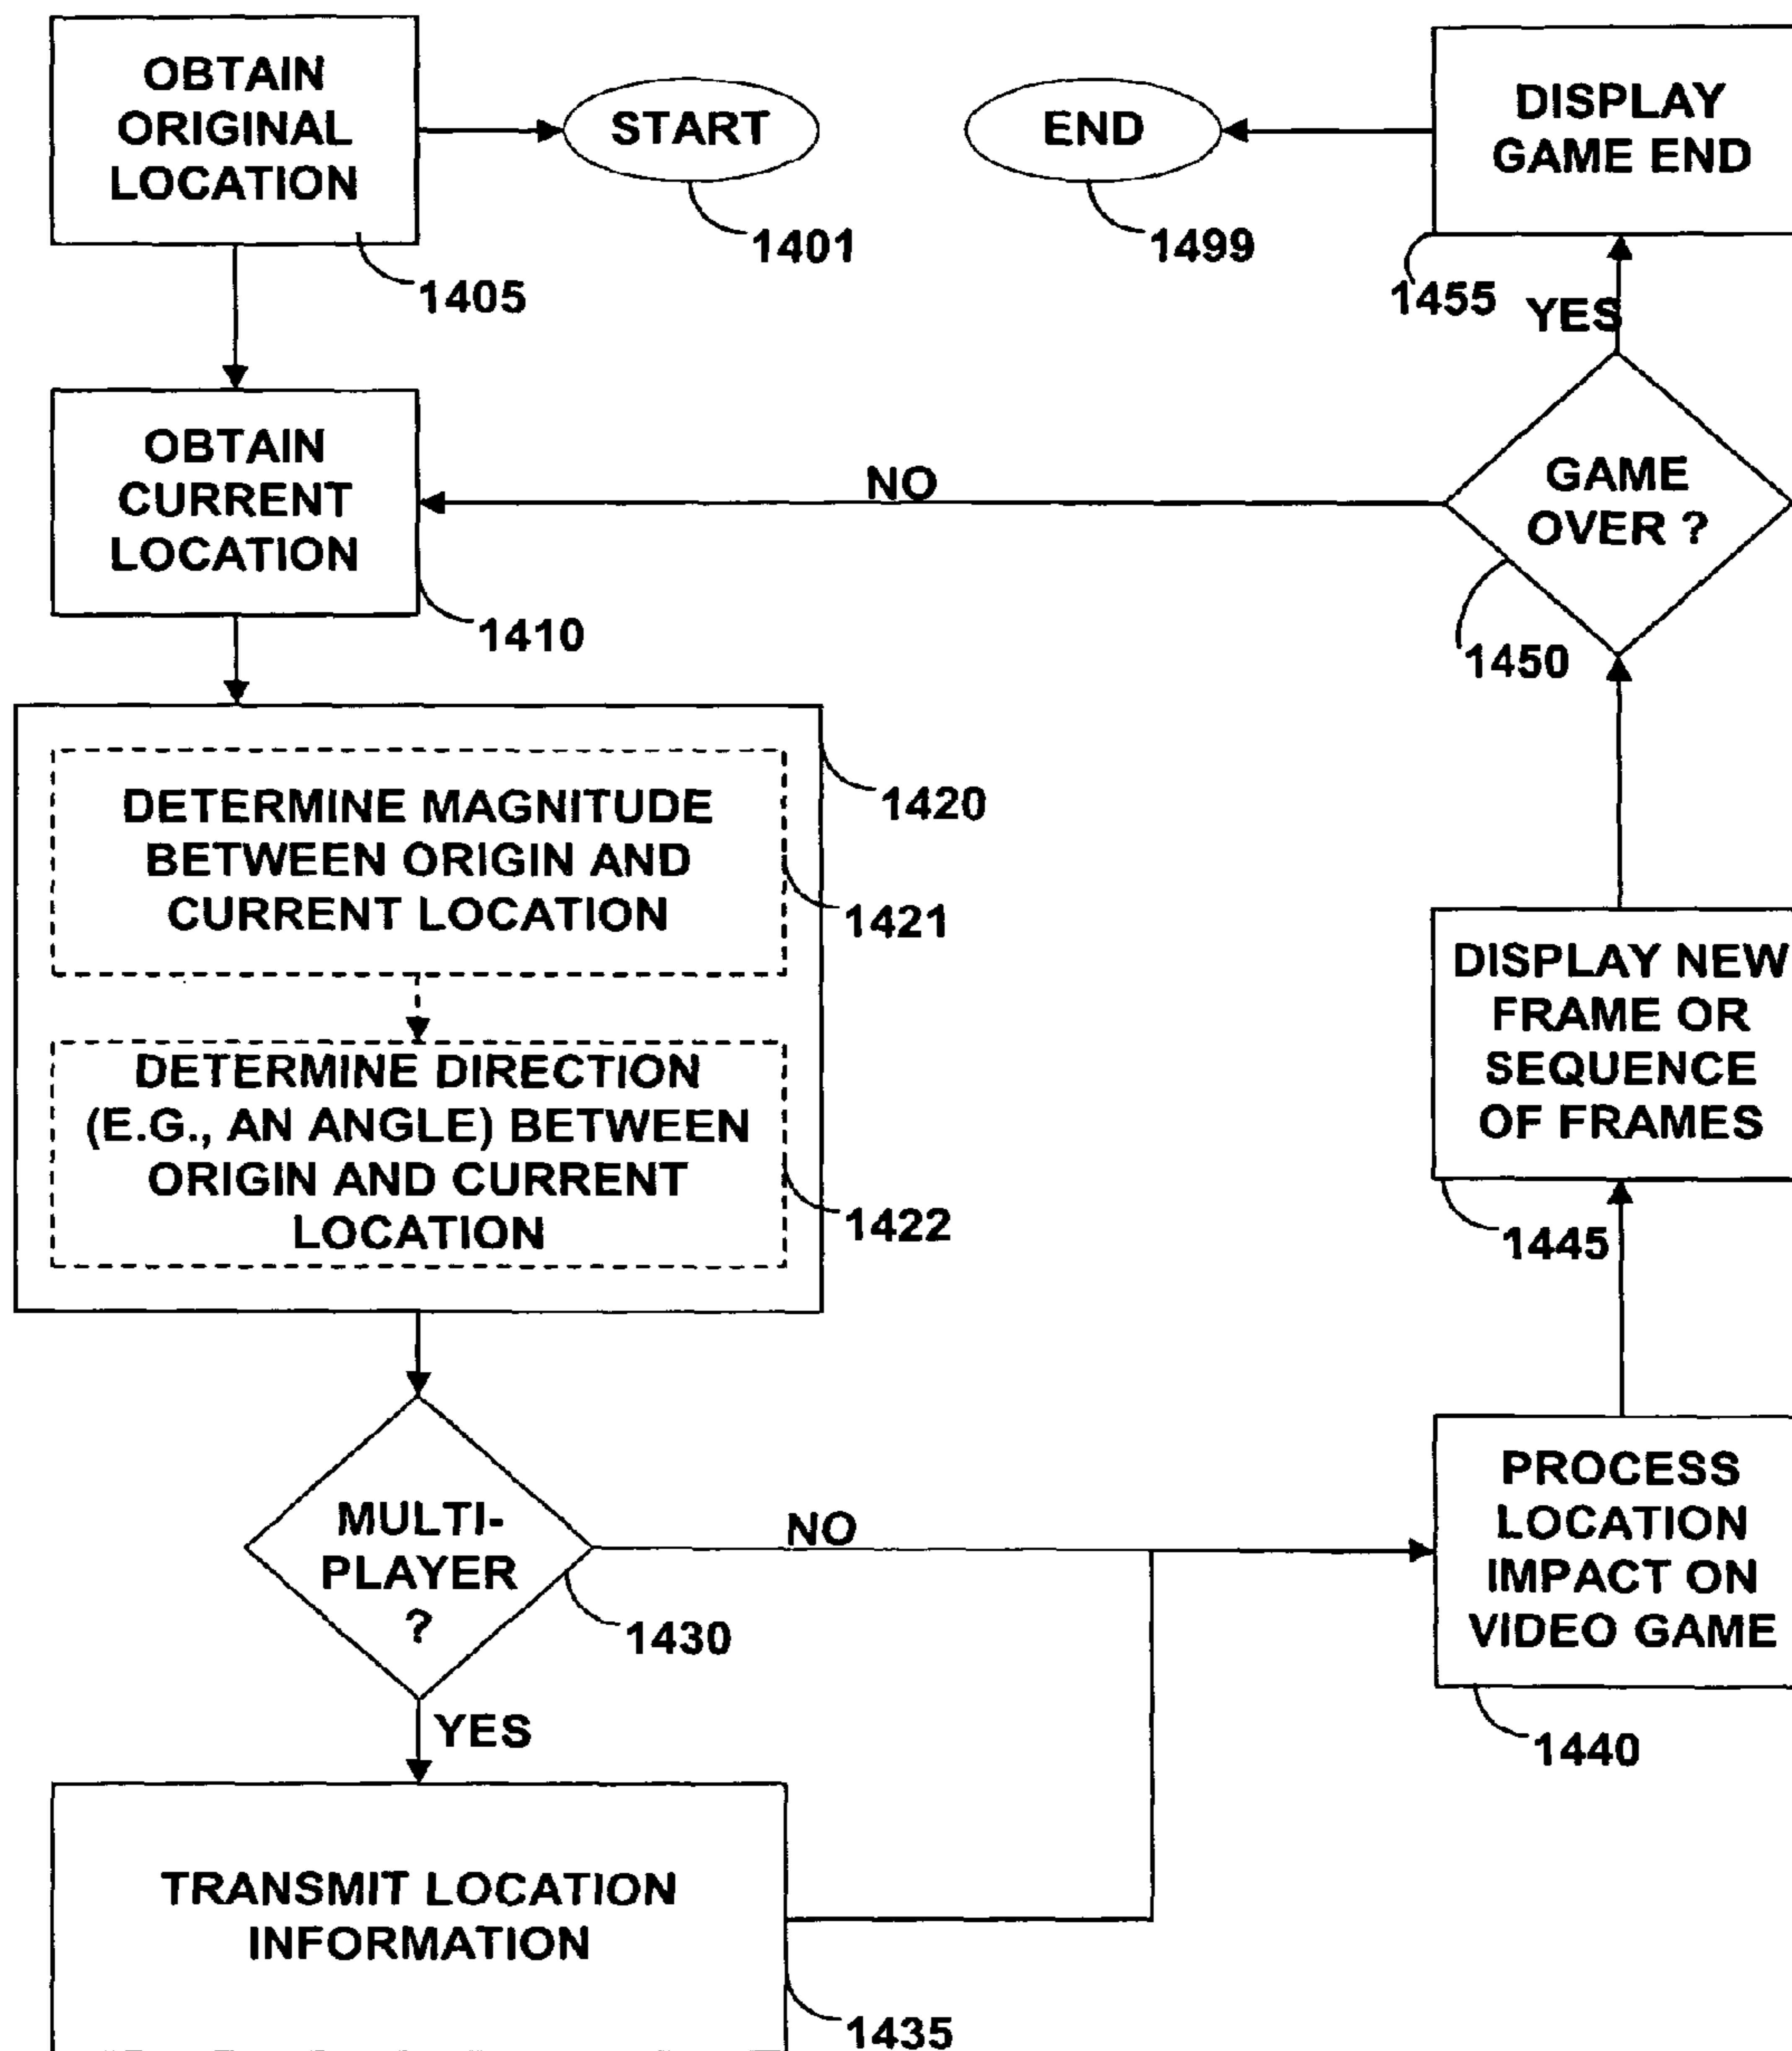 OBTAIN
ORIGINAL
LOCATION
1405
START
1401
END
1499
DISPLAY
GAME END
1455
YES
OBTAIN
CURRENT
LOCATION
1410
NO
GAME
OVER ?
1450
DETERMINE MAGNITUDE
BETWEEN ORIGIN AND
CURRENT LOCATION
1420
1421
DETERMINE DIRECTION
(E.G., AN ANGLE) BETWEEN
ORIGIN AND CURRENT
LOCATION
1422
DISPLAY NEW
FRAME OR
SEQUENCE
OF FRAMES
1445
MULTI-
PLAYER
?
1430
NO
YES
PROCESS
LOCATION
IMPACT ON
VIDEO GAME
1440
TRANSMIT LOCATION
INFORMATION
1435